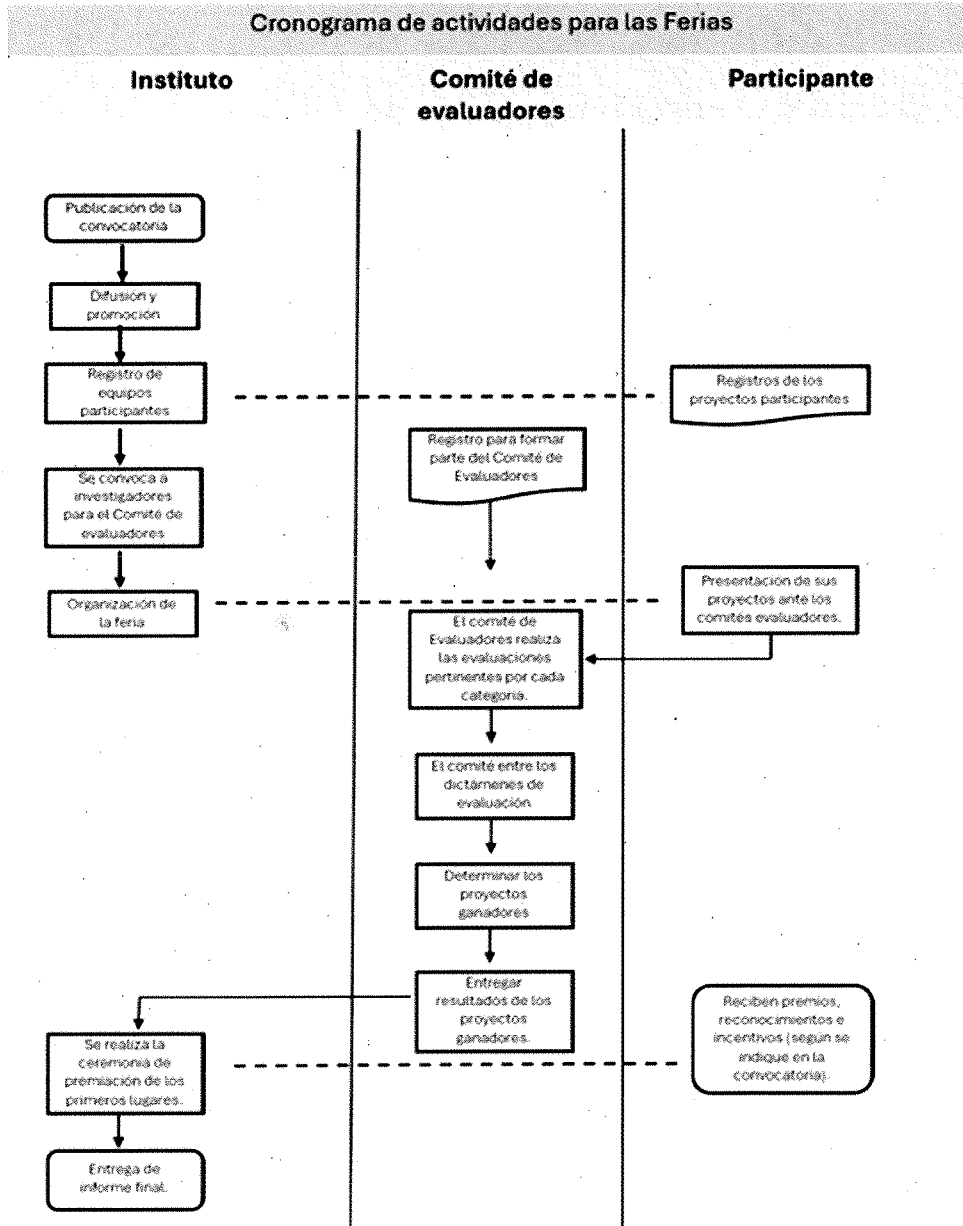 Cronograma de actividades para las Ferias
Instituto
Comité de
evaluadores
Participante
Publicación de la
convocatoria
Difusión y
promoción
Registro de
equipos
participantes
Registros de los
proyectos participantes
Registro para formar
parte del Comité de
Evaluadores
Se convoca a
investigadores
para el Comité de
evaluadores
Organización de
la feria
Presentación de sus
proyectos ante los
comités evaluadores.
El comité de
Evaluadores realiza
las evaluaciones
pertinentes por cada
categoría.
El comité entre los
dictámenes de
evaluación
Determinar los
proyectos
ganadores
Entregar
resultados de los
proyectos
ganadores.
Reciben premios,
reconocimientos e
incentivos (según se
indique en la
convocatoria).
Se realiza la
ceremonia de
premiación de los
primeros lugares.
Entrega de
informe final.